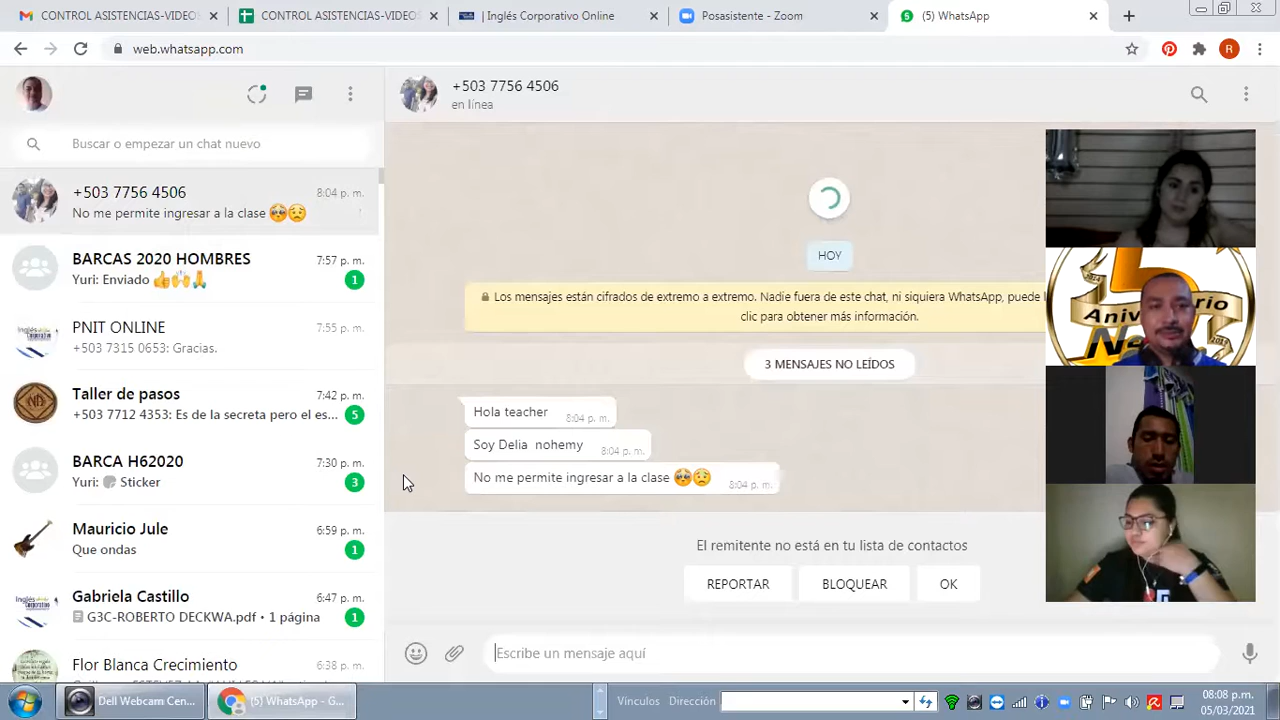 CONTROL ASISTENCIAS-VIDEO
CONTROL ASISTENCIAS-VIDEOS
| Inglés Corporativo Online
Posasistente - Zoom
(5) WhatsApp
web.whatsapp.com
R
+503 7756 4506
en línea
Buscar o empezar un chat nuevo
+503 7756 4506
8:04 p. m.
No me permite ingresar a la clase 🥺😟
BARCAS 2020 HOMBRES
7:57 p. m.
Yuri: Enviado 👍🙌🙏
1
PNIT ONLINE
7:55 p. m.
+503 7315 0653: Gracias.
Taller de pasos
7:42 p. m.
+503 7712 4353: Es de la secreta pero el es...
5
BARCA H62020
7:30 p. m.
Yuri: Sticker
3
Mauricio Jule
6:59 p. m.
Que ondas
1
Gabriela Castillo
6:47 p. m.
G3C-ROBERTO DECKWA.pdf • 1 página
1
Flor Blanca Crecimiento
6:38 p. m.
HOY
Los mensajes están cifrados de extremo a extremo. Nadie fuera de este chat, ni siquiera WhatsApp, puede l
clic para obtener más información.
3 MENSAJES NO LEÍDOS
Hola teacher
8:04 p. m.
Soy Delia nohemy
8:04 p. m.
No me permite ingresar a la clase 🥺😟
8:04 p. m.
El remitente no está en tu lista de contactos
REPORTAR
BLOQUEAR
OK
Escribe un mensaje aquí
Dell Webcam Cen...
(5) WhatsApp - G...
Vínculos
Dirección
08:08 p.m.
05/03/2021